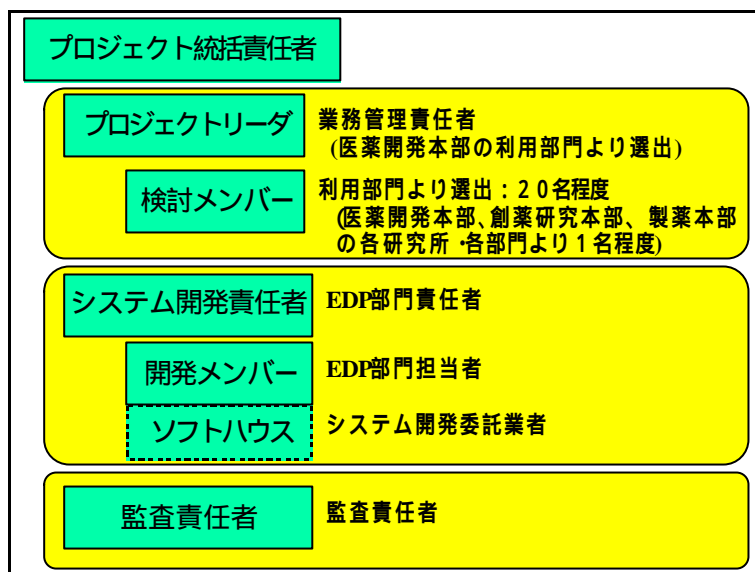 プロジェクト統括責任者
プロジェクトリーダ
業務管理責任者
(医薬開発本部の利用部門より選出)
検討メンバー
利用部門より選出：２０名程度
(医薬開発本部、創薬研究本部、製薬本部
の各研究所・各部門より１名程度)
システム開発責任者
EDP部門責任者
開発メンバー
EDP部門担当者
ソフトハウス
システム開発委託業者
監査責任者
監査責任者